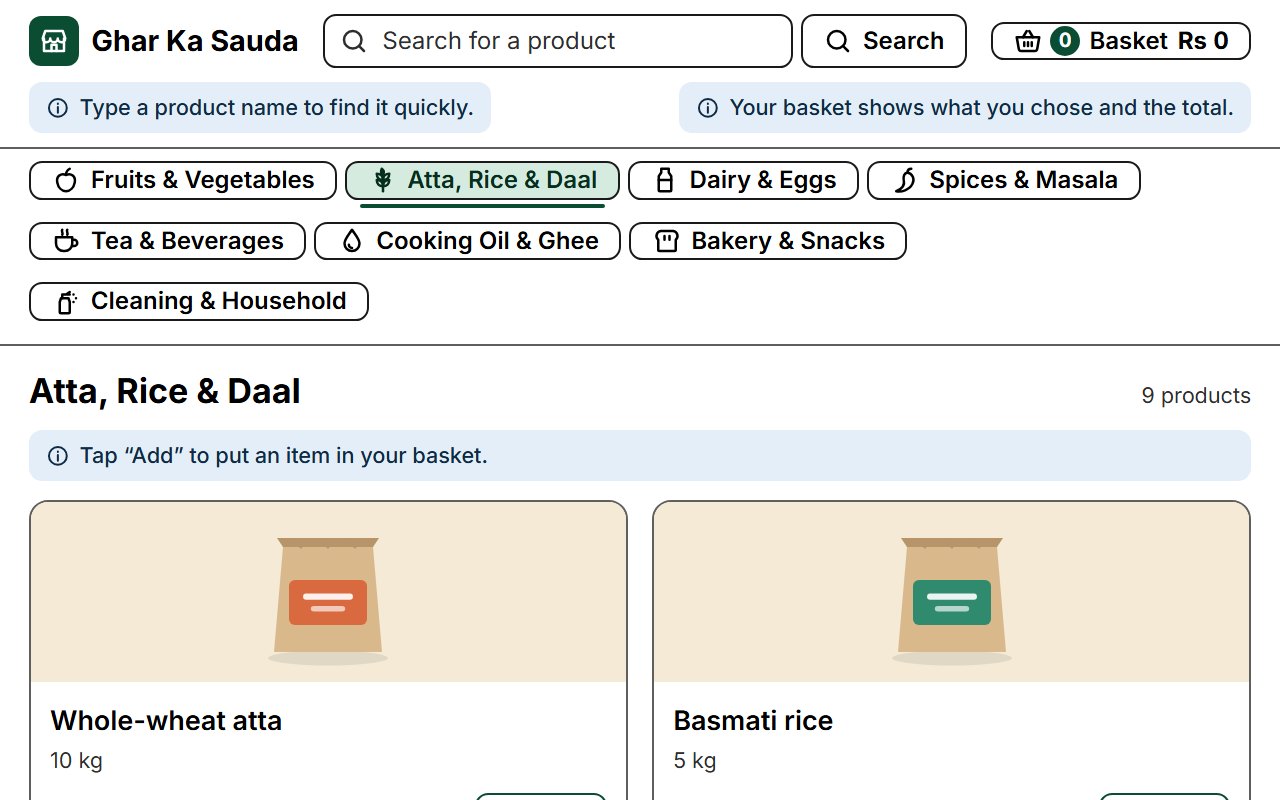 Ghar Ka Sauda
Search for a product
Search
0 Basket Rs 0
Type a product name to find it quickly.
Your basket shows what you chose and the total.
Fruits & Vegetables
Atta, Rice & Daal
Dairy & Eggs
Spices & Masala
Tea & Beverages
Cooking Oil & Ghee
Bakery & Snacks
Cleaning & Household
Atta, Rice & Daal
9 products
Tap “Add” to put an item in your basket.
Whole-wheat atta
10 kg
Basmati rice
5 kg